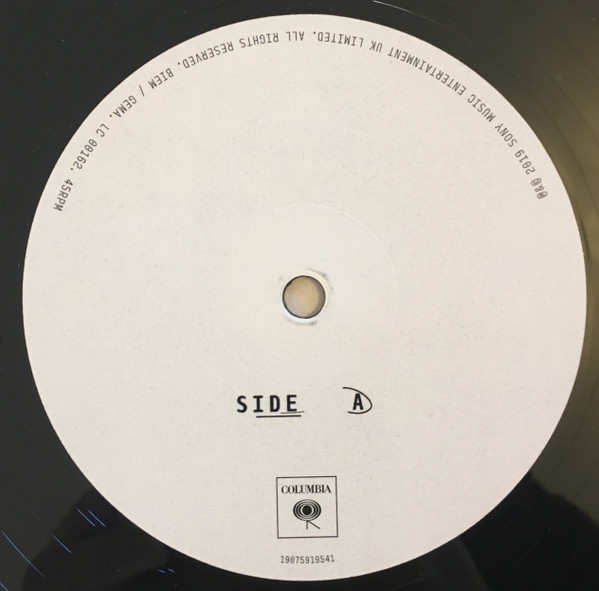 ℗&© 2019 SONY MUSIC ENTERTAINMENT UK LIMITED. ALL RIGHTS RESERVED. BIEM / GEMA. LC 00162. 45RPM
SIDE A
COLUMBIA
19075919541